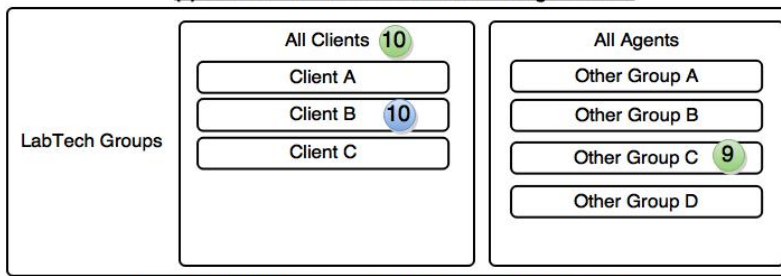 LabTech Groups
All Clients 10
Client A
Client B 10
Client C
All Agents
Other Group A
Other Group B
Other Group C 9
Other Group D